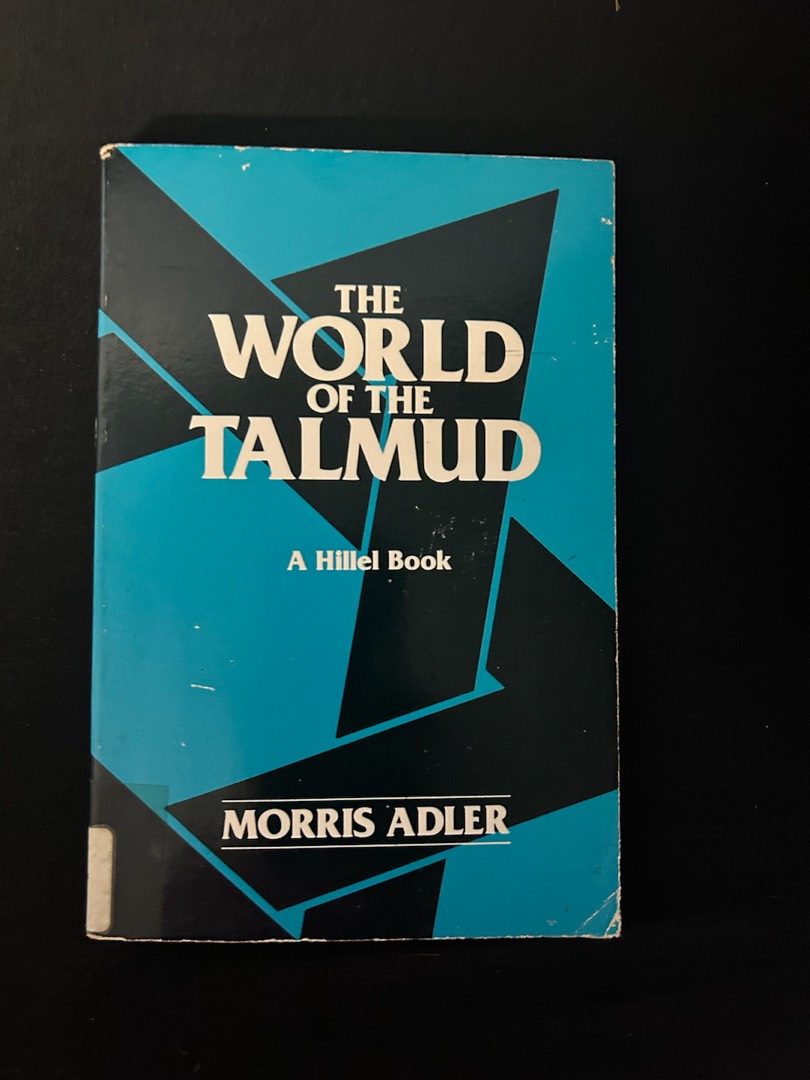 THE
WORLD
OF THE
TALMUD
A Hillel Book
MORRIS ADLER